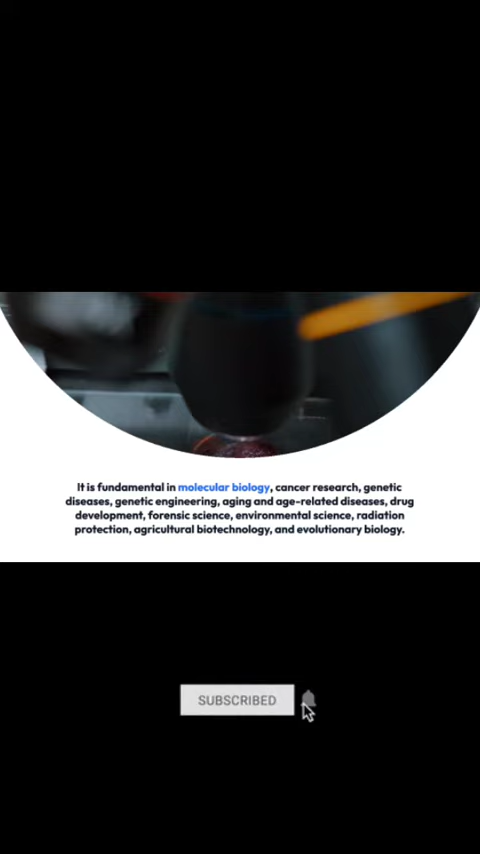 It is fundamental in molecular biology, cancer research, genetic
diseases, genetic engineering, aging and age-related diseases, drug
development, forensic science, environmental science, radiation
protection, agricultural biotechnology, and evolutionary biology.
SUBSCRIBED